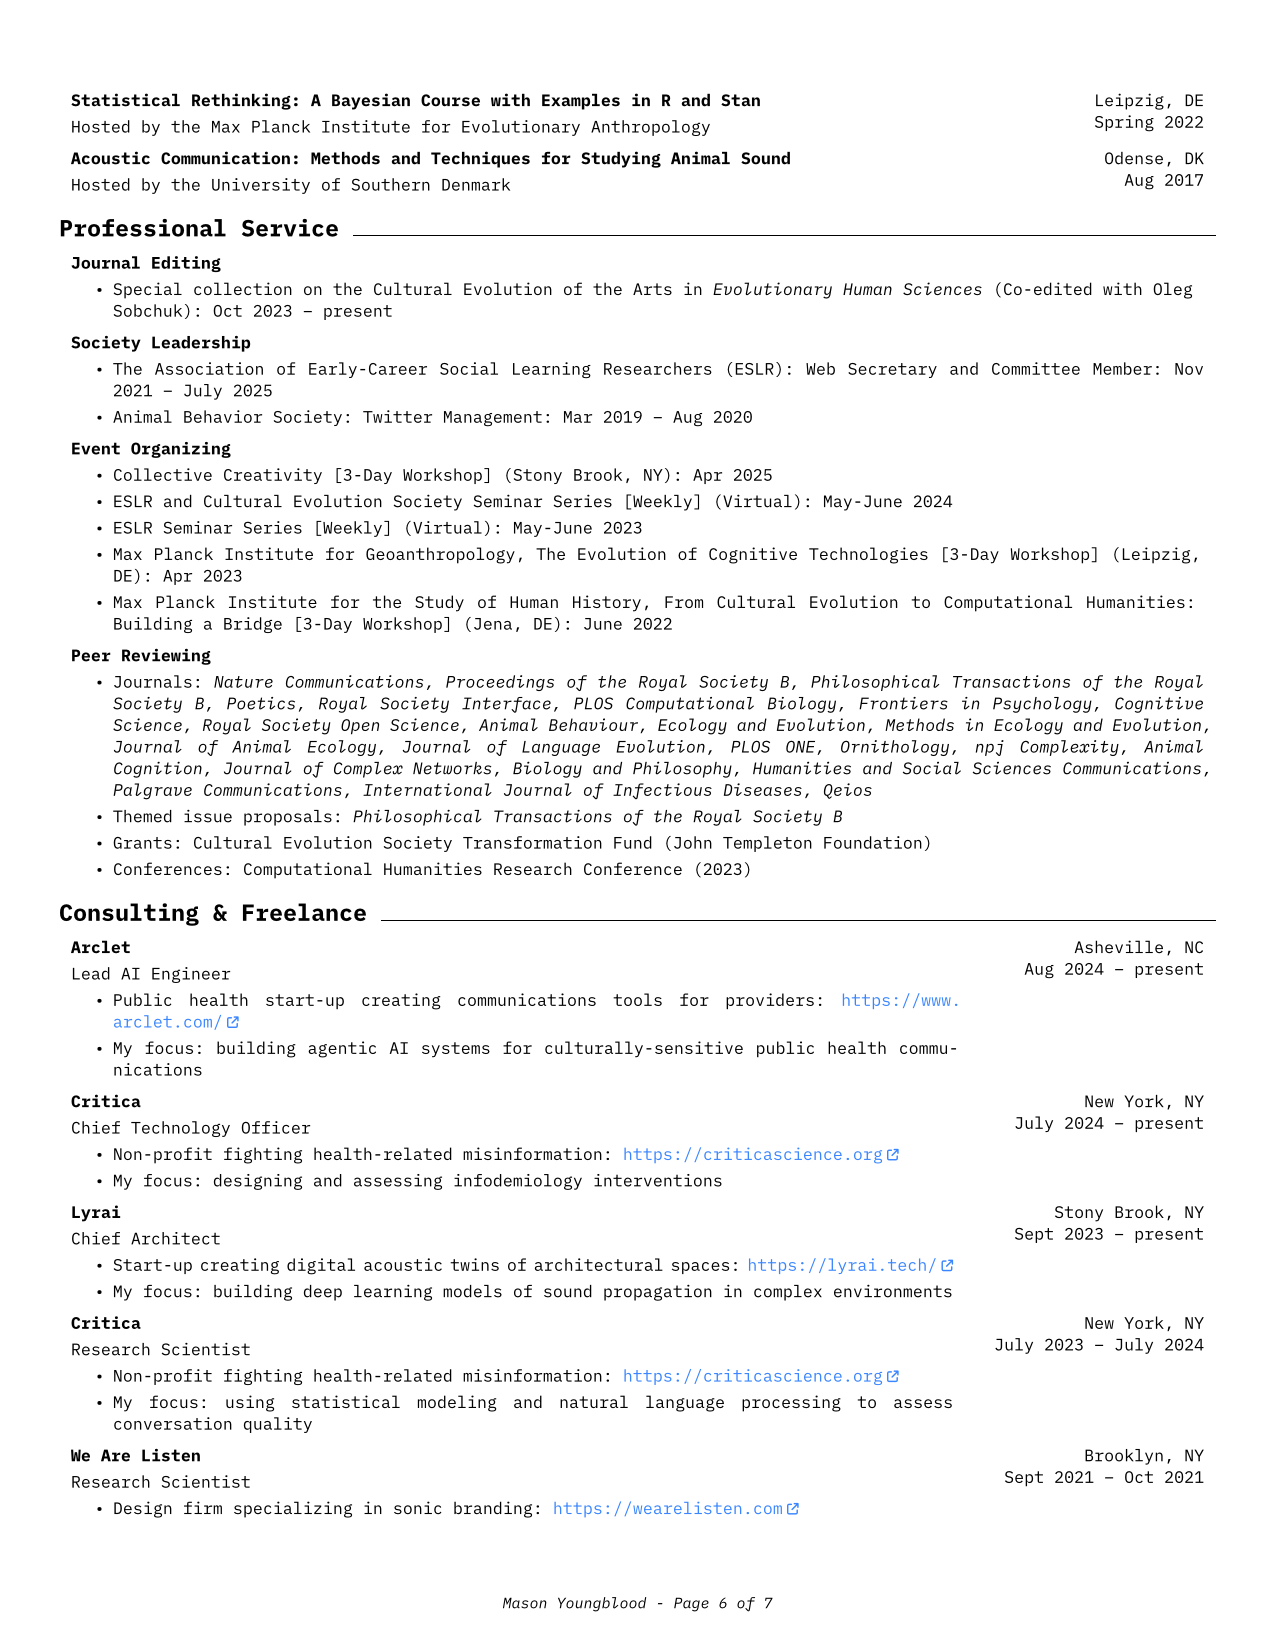 Statistical Rethinking: A Bayesian Course with Examples in R and Stan
Leipzig, DE
Hosted by the Max Planck Institute for Evolutionary Anthropology
Spring 2022
Acoustic Communication: Methods and Techniques for Studying Animal Sound
Odense, DK
Hosted by the University of Southern Denmark
Aug 2017
Professional Service
Journal Editing
• Special collection on the Cultural Evolution of the Arts in Evolutionary Human Sciences (Co-edited with Oleg
Sobchuk): Oct 2023 – present
Society Leadership
• The Association of Early-Career Social Learning Researchers (ESLR): Web Secretary and Committee Member: Nov
2021 – July 2025
• Animal Behavior Society: Twitter Management: Mar 2019 – Aug 2020
Event Organizing
• Collective Creativity [3-Day Workshop] (Stony Brook, NY): Apr 2025
• ESLR and Cultural Evolution Society Seminar Series [Weekly] (Virtual): May-June 2024
• ESLR Seminar Series [Weekly] (Virtual): May-June 2023
• Max Planck Institute for Geoanthropology, The Evolution of Cognitive Technologies [3-Day Workshop] (Leipzig,
DE): Apr 2023
• Max Planck Institute for the Study of Human History, From Cultural Evolution to Computational Humanities:
Building a Bridge [3-Day Workshop] (Jena, DE): June 2022
Peer Reviewing
• Journals: Nature Communications, Proceedings of the Royal Society B, Philosophical Transactions of the Royal
Society B, Poetics, Royal Society Interface, PLOS Computational Biology, Frontiers in Psychology, Cognitive
Science, Royal Society Open Science, Animal Behaviour, Ecology and Evolution, Methods in Ecology and Evolution,
Journal of Animal Ecology, Journal of Language Evolution, PLOS ONE, Ornithology, npj Complexity, Animal
Cognition, Journal of Complex Networks, Biology and Philosophy, Humanities and Social Sciences Communications,
Palgrave Communications, International Journal of Infectious Diseases, Qeios
• Themed issue proposals: Philosophical Transactions of the Royal Society B
• Grants: Cultural Evolution Society Transformation Fund (John Templeton Foundation)
• Conferences: Computational Humanities Research Conference (2023)
Consulting & Freelance
Arclet
Asheville, NC
Lead AI Engineer
Aug 2024 – present
• Public health start-up creating communications tools for providers: https://www.
arclet.com/
• My focus: building agentic AI systems for culturally-sensitive public health commu-
nications
Critica
New York, NY
Chief Technology Officer
July 2024 – present
• Non-profit fighting health-related misinformation: https://criticascience.org
• My focus: designing and assessing infodemiology interventions
Lyrai
Stony Brook, NY
Chief Architect
Sept 2023 – present
• Start-up creating digital acoustic twins of architectural spaces: https://lyrai.tech/
• My focus: building deep learning models of sound propagation in complex environments
Critica
New York, NY
Research Scientist
July 2023 – July 2024
• Non-profit fighting health-related misinformation: https://criticascience.org
• My focus: using statistical modeling and natural language processing to assess
conversation quality
We Are Listen
Brooklyn, NY
Research Scientist
Sept 2021 – Oct 2021
• Design firm specializing in sonic branding: https://wearelisten.com
Mason Youngblood - Page 6 of 7